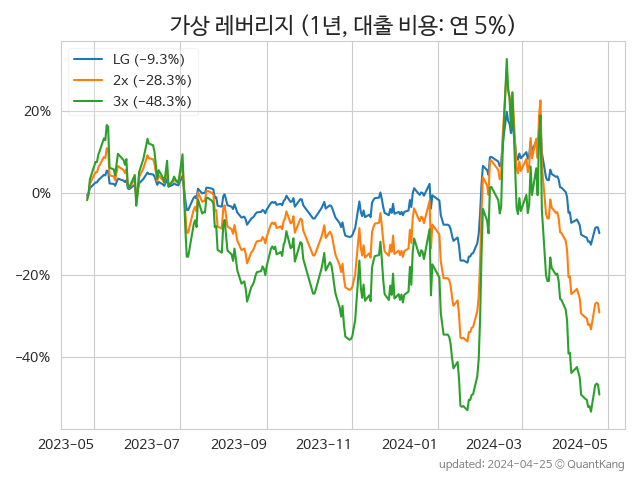 가상 레버리지 (1년, 대출 비용: 연 5%)
LG (−9.3%)
2x (−28.3%)
3x (−48.3%)
20%
0%
−20%
−40%
2023-05 2023-07 2023-09 2023-11 2024-01 2024-03 2024-05
updated: 2024-04-25 © QuantKang